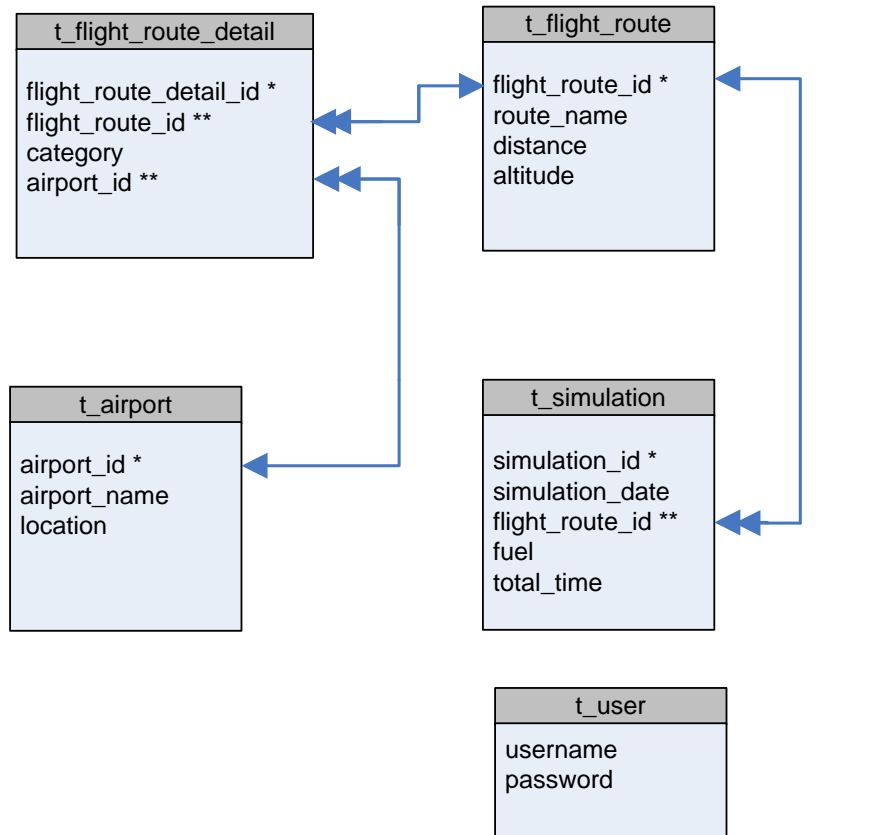 t_flight_route_detail
flight_route_detail_id *
flight_route_id **
category
airport_id **
t_flight_route
flight_route_id *
route_name
distance
altitude
t_airport
airport_id *
airport_name
location
t_simulation
simulation_id *
simulation_date
flight_route_id **
fuel
total_time
t_user
username
password